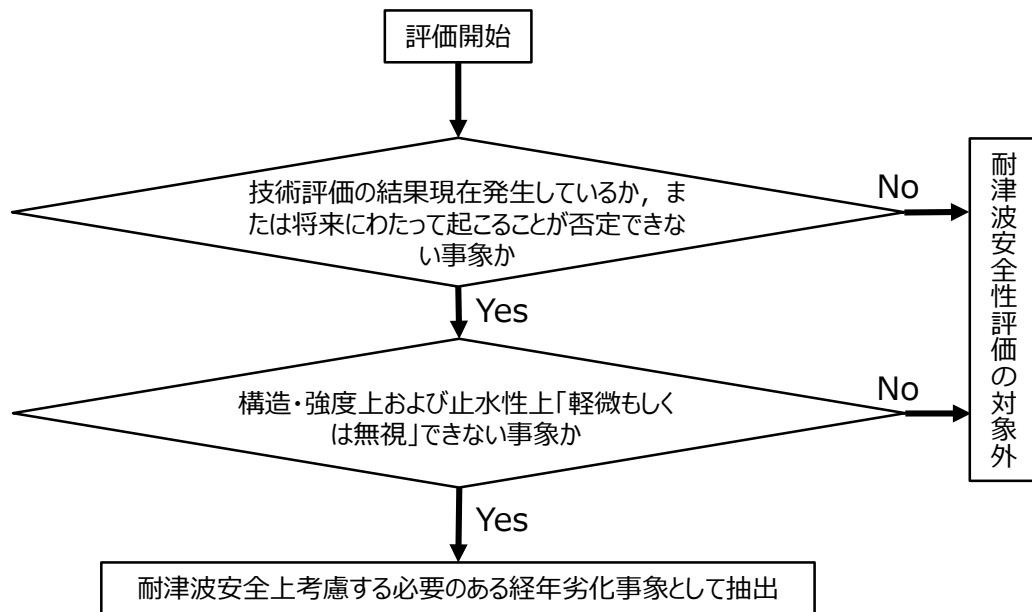 評価開始
技術評価の結果現在発生しているか，ま
たは将来にわたって起こることが否定できな
い事象か
No
Yes
構造・強度上および止水性上「軽微もしく
は無視」できない事象か
No
Yes
耐津波安全性評価の対象外
耐津波安全上考慮する必要のある経年劣化事象として抽出